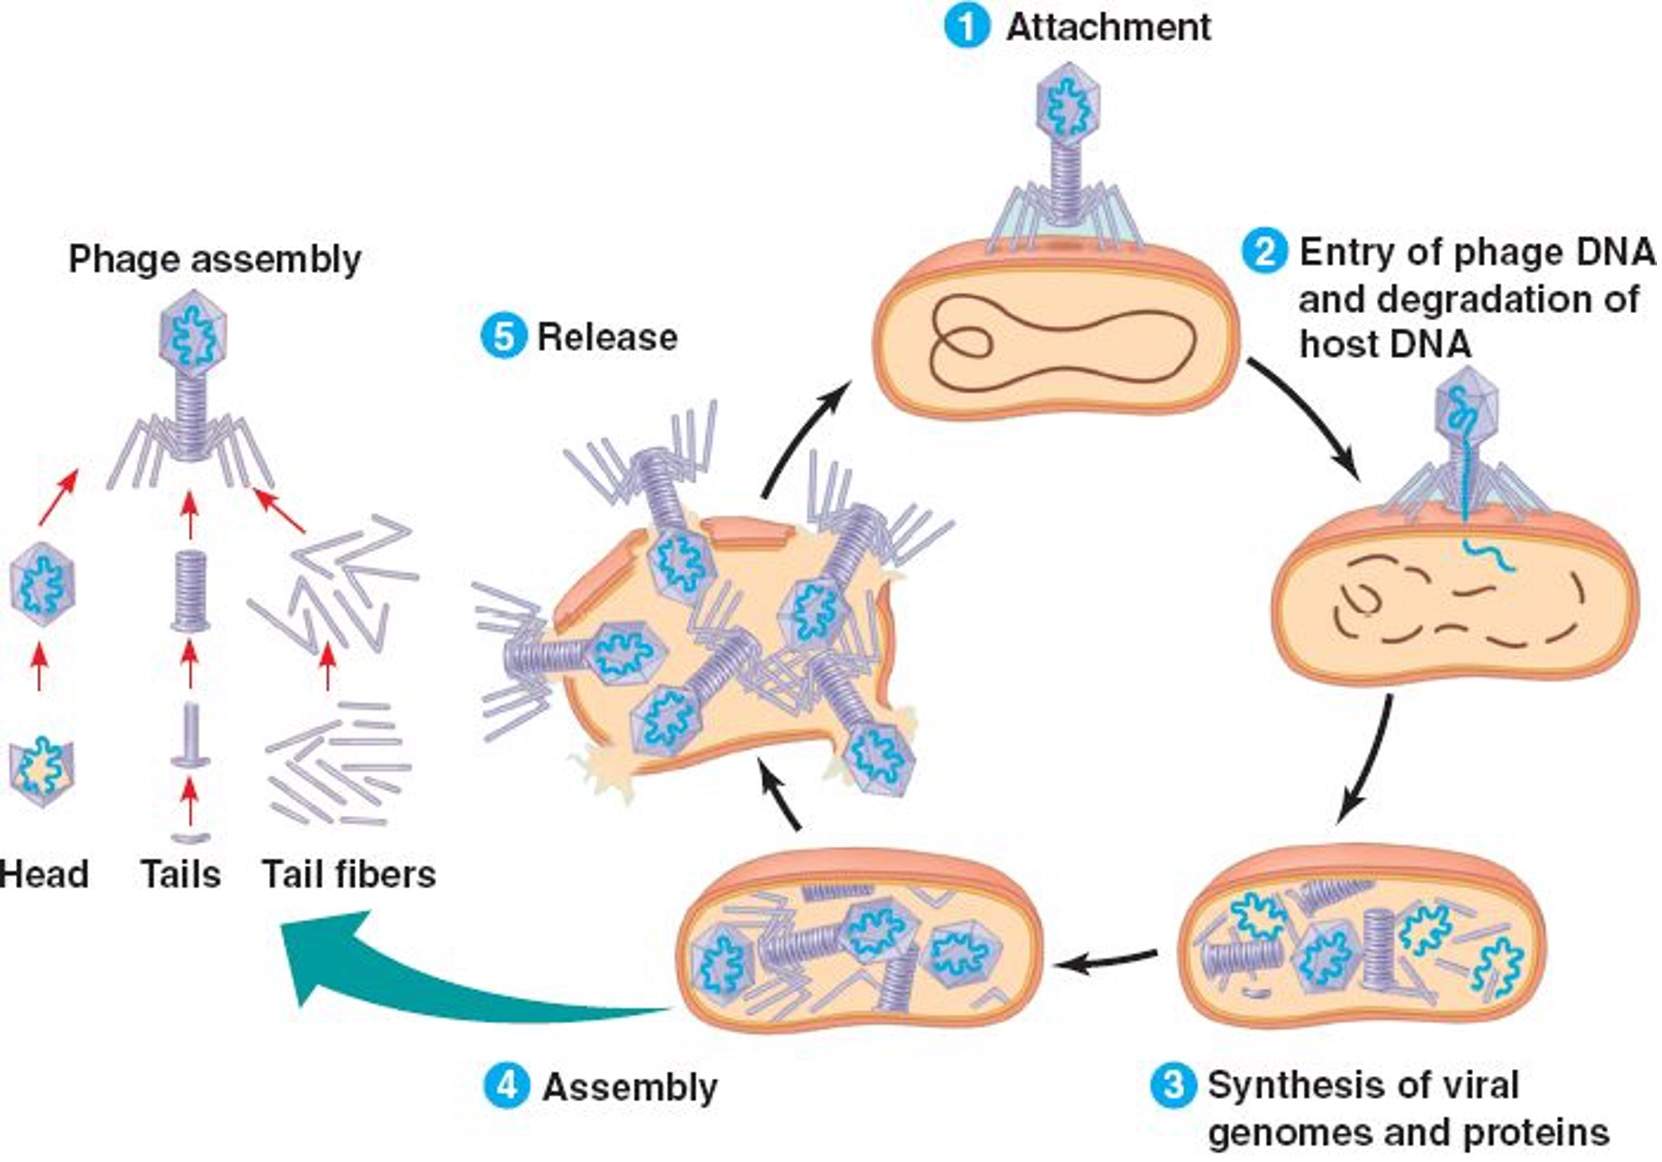 1 Attachment
2 Entry of phage DNA
and degradation of
host DNA
Phage assembly
5 Release
Head Tails Tail fibers
4 Assembly
3 Synthesis of viral
genomes and proteins